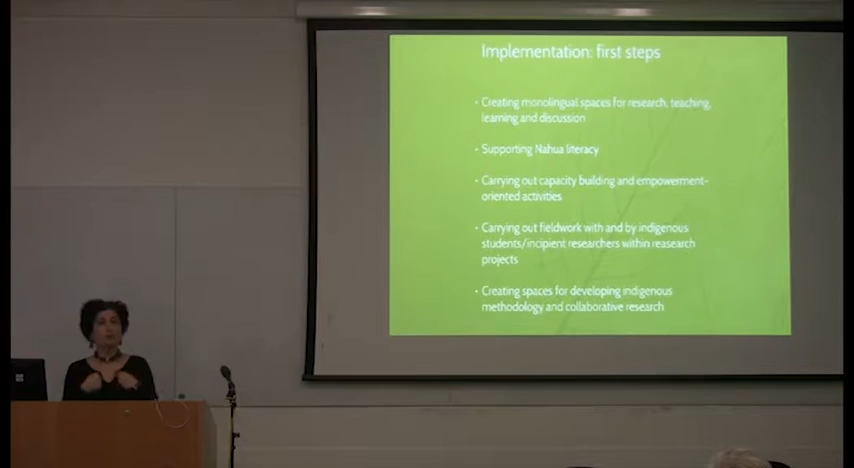 Implementation: first steps
• Creating monolingual spaces for research, teaching,
learning and discussion
• Supporting Nahua literacy
• Carrying out capacity building and empowerment-
oriented activities
• Carrying out fieldwork with and by indigenous
students/incipient researchers within reasearch
projects
• Creating spaces for developing indigenous
methodology and collaborative research